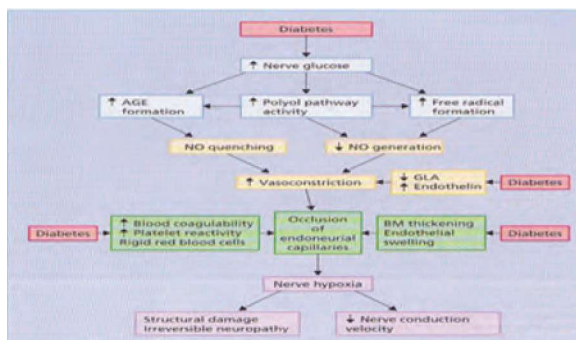 Diabetes
↑ Nerve glucose
↑ AGE
formation
↑ Polyol pathway
activity
↑ Free radical
formation
NO quenching
↓ NO generation
↑ Vasoconstriction
↓ GLA
↑ Endothelin
Diabetes
Diabetes
↑ Blood coagulability
↑ Platelet reactivity
Rigid red blood cells
Occlusion
of
endoneurial
capillaries
BM thickening
Endothelial
swelling
Diabetes
Nerve hypoxia
Structural damage
Irreversible neuropathy
↓ Nerve conduction
velocity